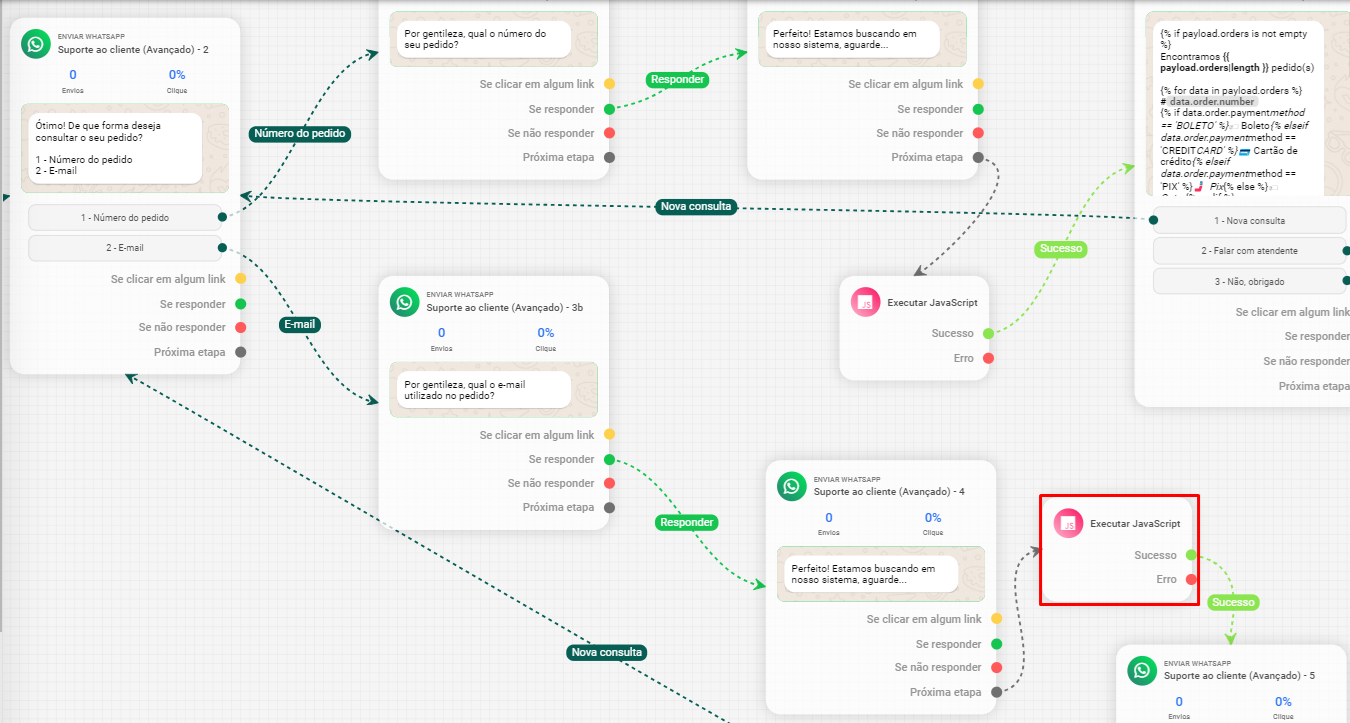 ENVIAR WHATSAPP
Suporte ao cliente (Avançado) - 2
0
0%
Envios
Clique
Ótimo! De que forma deseja
consultar o seu pedido?
1 - Número do pedido
2 - E-mail
1 - Número do pedido
2 - E-mail
Se clicar em algum link
Se responder
Se não responder
Próxima etapa
Número do pedido
E-mail
Por gentileza, qual o número do
seu pedido?
Se clicar em algum link
Se responder
Se não responder
Próxima etapa
Responder
Perfeito! Estamos buscando em
nosso sistema, aguarde...
Se clicar em algum link
Se responder
Se não responder
Próxima etapa
Nova consulta
Sucesso
{% if payload.orders is not empty
%}
Encontramos {{
payload.orders|length }} pedido(s)
{% for data in payload.orders %}
# data.order.number
{% if data.order.paymentmethod
== 'BOLETO' %} Boleto{% elseif
data.order.paymentmethod ==
'CREDITCARD' %} Cartão de
crédito{% elseif
data.order.paymentmethod ==
'PIX' %} Pix{% else %}
1 - Nova consulta
2 - Falar com atendente
3 - Não, obrigado
Se clicar em algum link
Se responder
Se não responder
Próxima etapa
JS
Executar JavaScript
Sucesso
Erro
ENVIAR WHATSAPP
Suporte ao cliente (Avançado) - 3b
0
0%
Envios
Clique
Por gentileza, qual o e-mail
utilizado no pedido?
Se clicar em algum link
Se responder
Se não responder
Próxima etapa
Responder
ENVIAR WHATSAPP
Suporte ao cliente (Avançado) - 4
0
0%
Envios
Clique
Perfeito! Estamos buscando em
nosso sistema, aguarde...
Se clicar em algum link
Se responder
Se não responder
Próxima etapa
JS
Executar JavaScript
Sucesso
Erro
Sucesso
Nova consulta
ENVIAR WHATSAPP
Suporte ao cliente (Avançado) - 5
0
0%
Envios
Clique